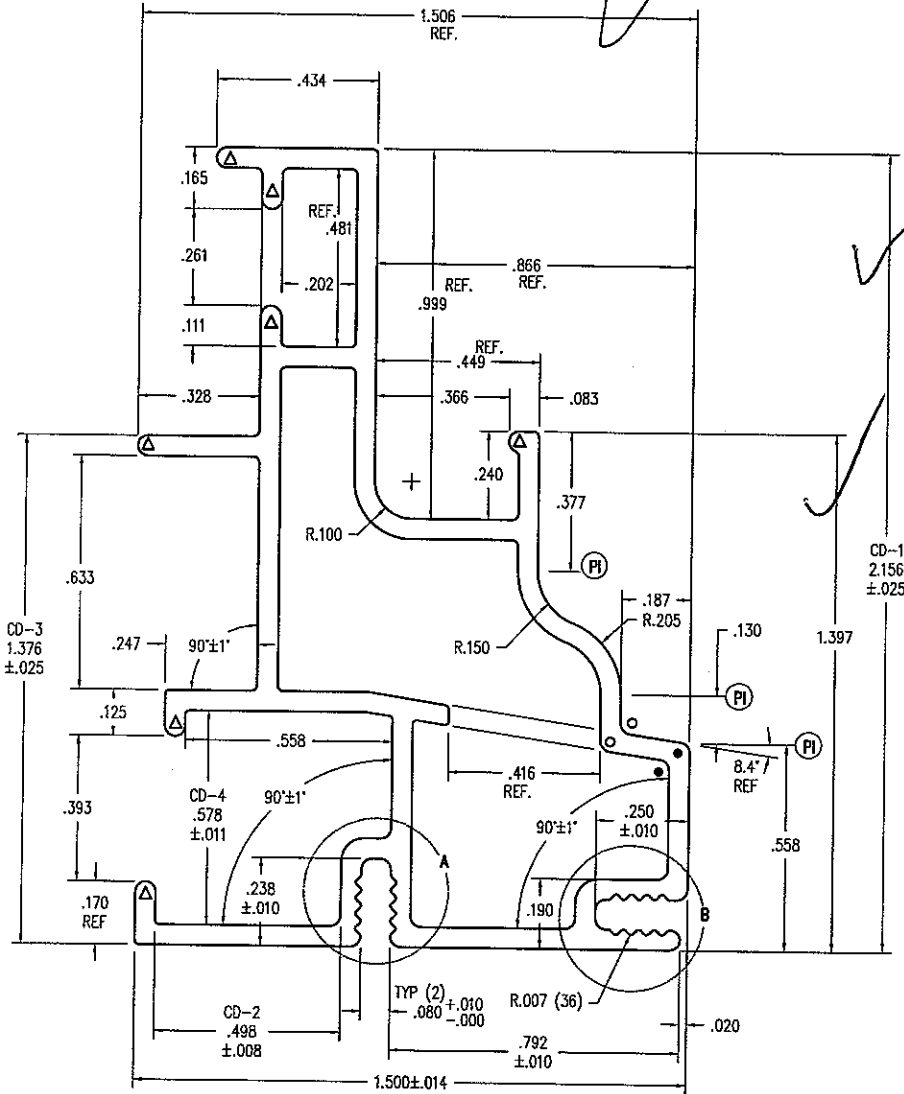 1.506
REF.
.434
.165
REF.
.481
.261
.202
.866
REF.
REF.
.999
.111
REF.
.449
.328
.366
.083
.240
.377
R.100
PI
CD-1
2.156
±.025
.187
R.205
.633
CD-3
1.376
±.025
.247
90°±1°
R.150
.130
1.397
PI
.125
.558
PI
8.4°
REF
.416
REF.
CD-4
.578
±.011
90°±1°
90°±1°
.250
±.010
.393
.558
A
.238
±.010
.170
REF
.190
B
TYP (2)
.080 +.010
-.000
R.007 (36)
CD-2
.498
±.008
.020
.792
±.010
1.500±.014